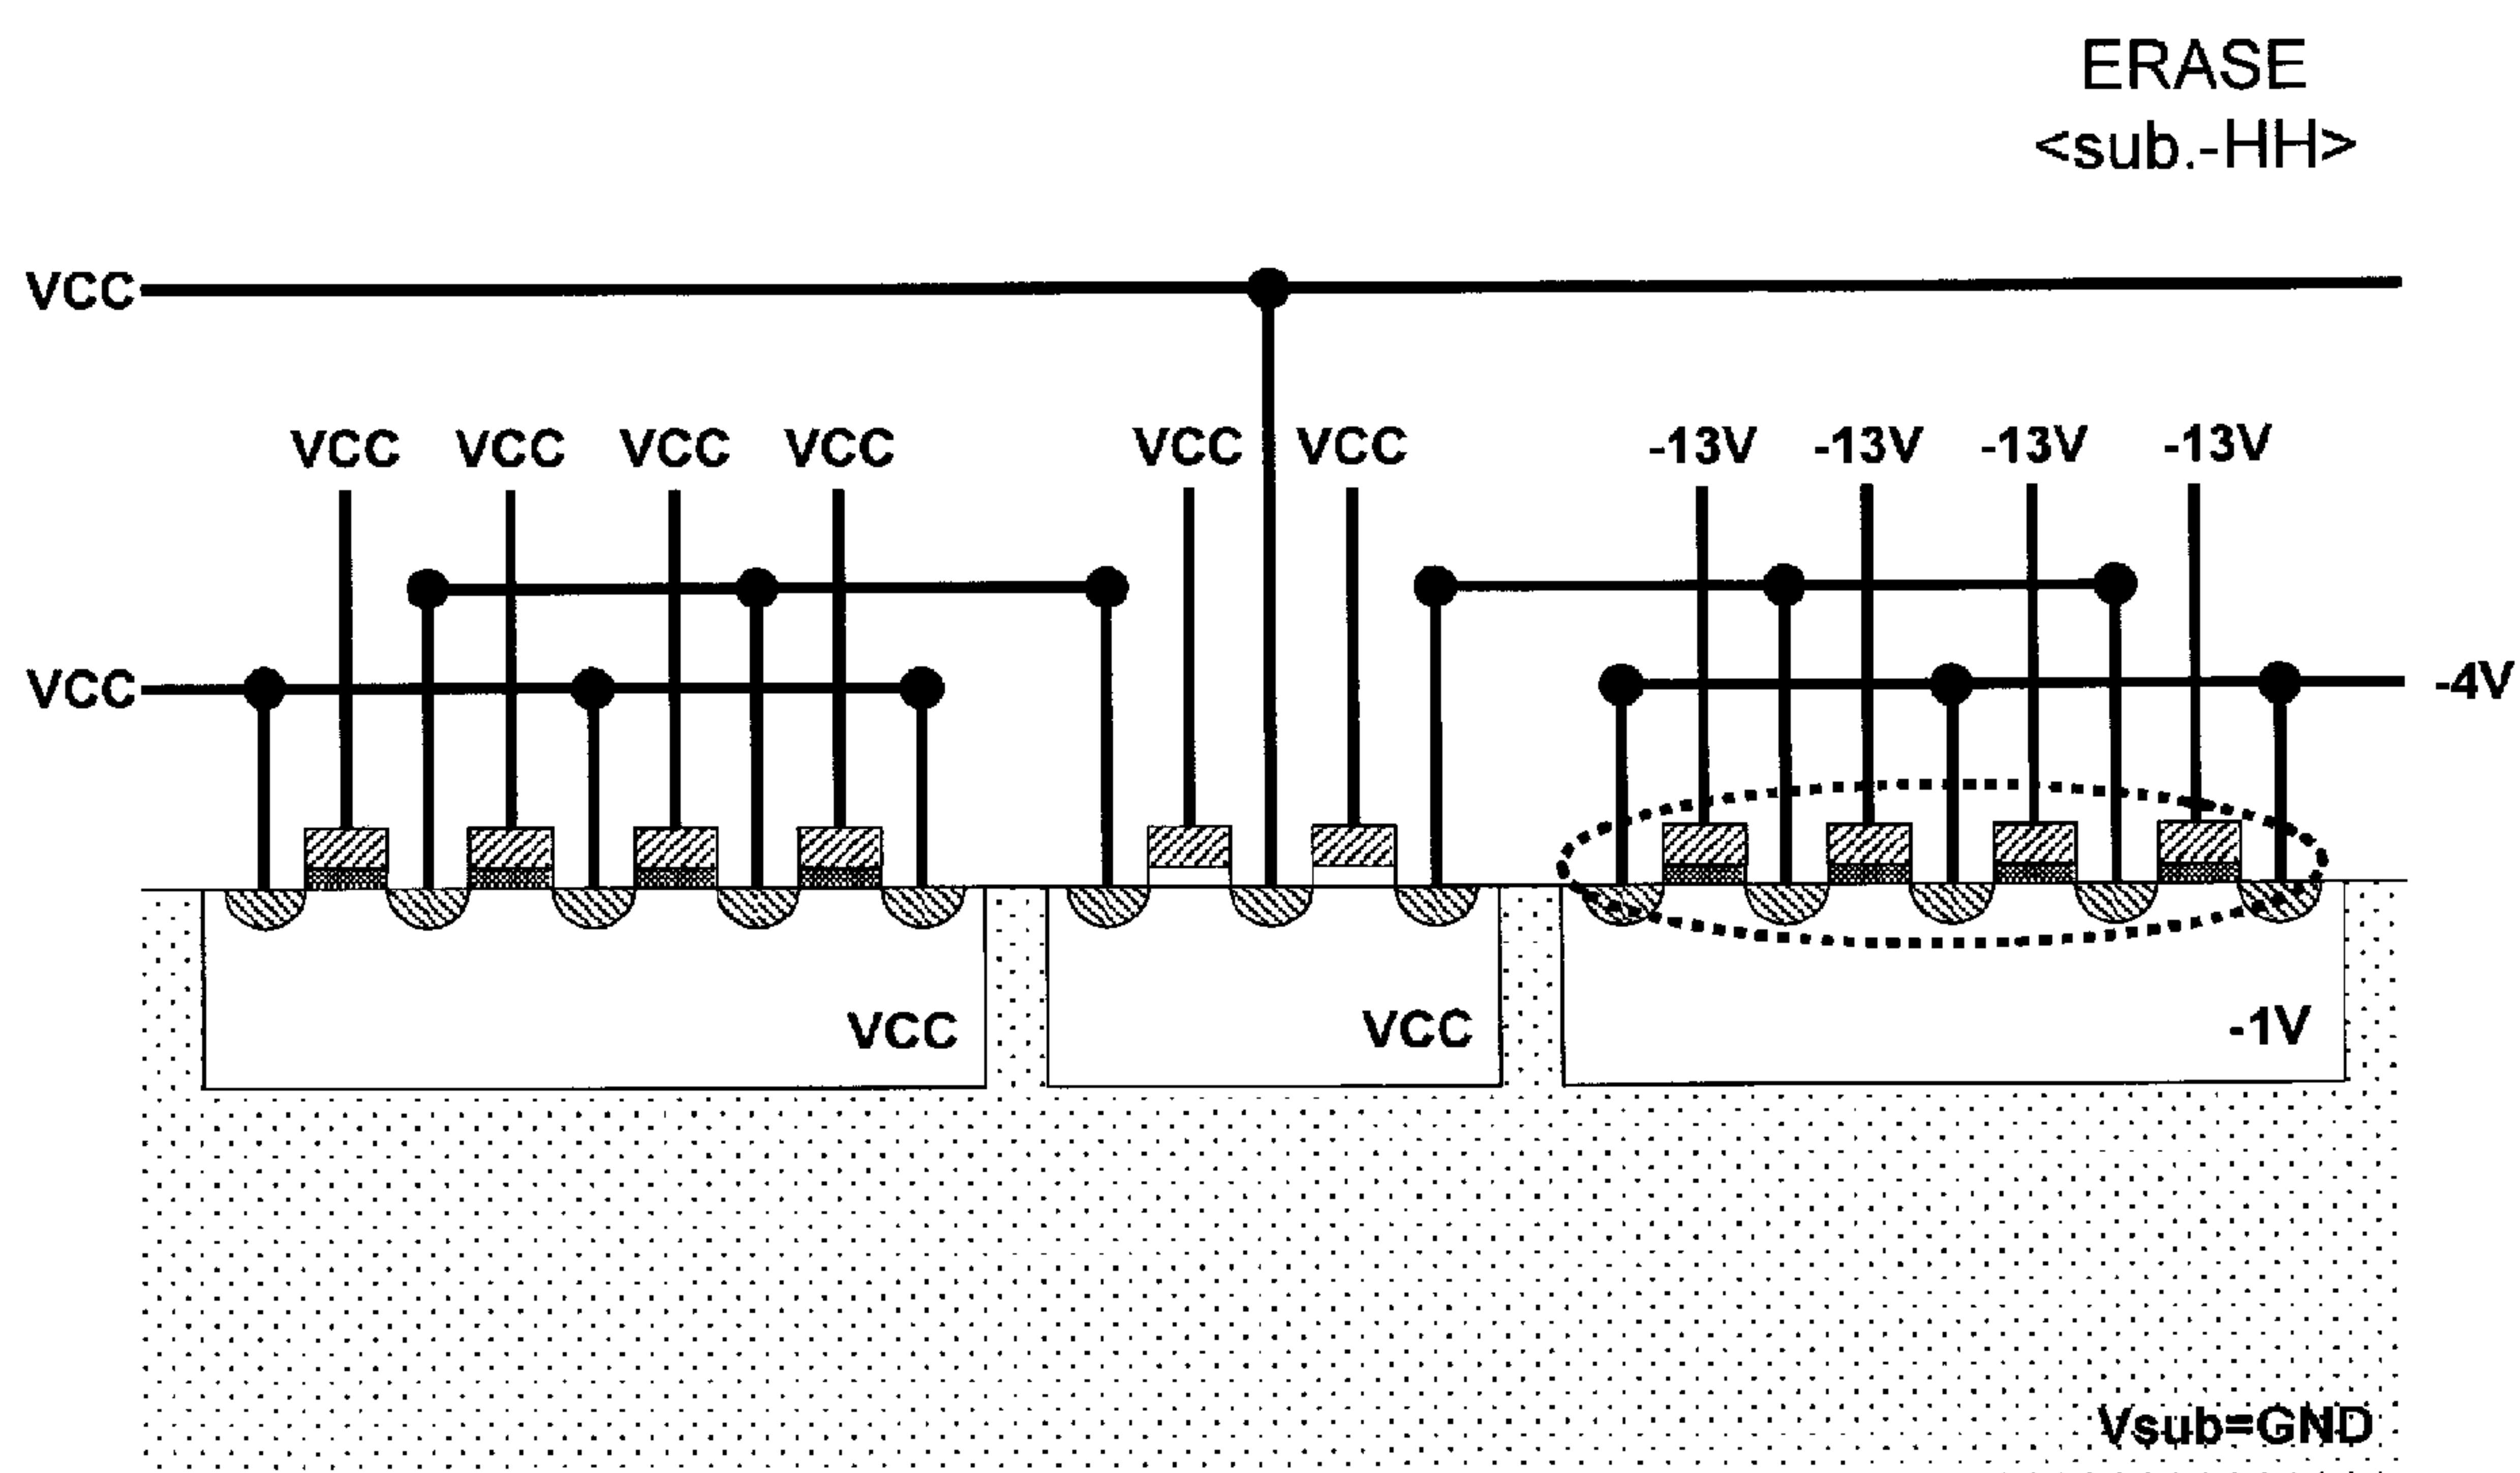 ERASE
<sub.-HH>
VCC
VCC VCC VCC VCC VCC VCC -13V -13V -13V -13V
VCC -4V
VCC VCC -1V
Vsub=GND